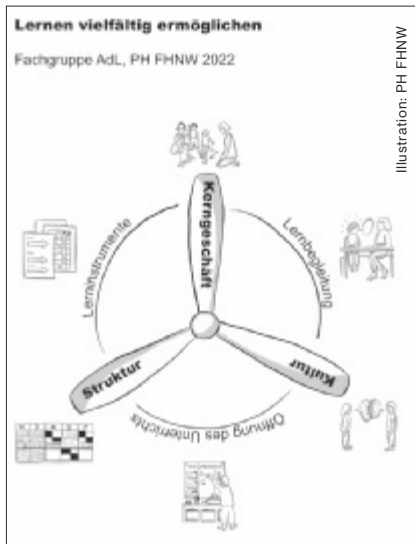 Lernen vielfältig ermöglichen
Fachgruppe AdL, PH FHNW 2022
Illustration: PH FHNW
Kerngeschäft
Lerninstrumente
Lernbegleitung
Struktur
Kultur
Öffnung des Unterrichts